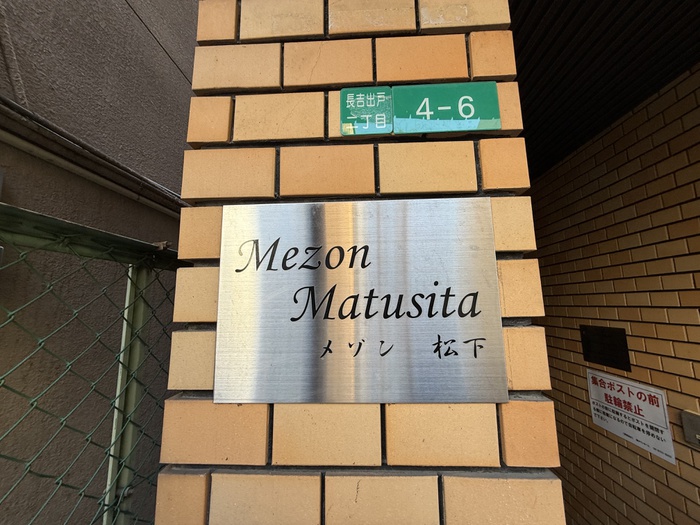 長吉出戸
二丁目
4-6
Mezon
Matusita
メゾン 松下
集合ポストの前
駐輪禁止